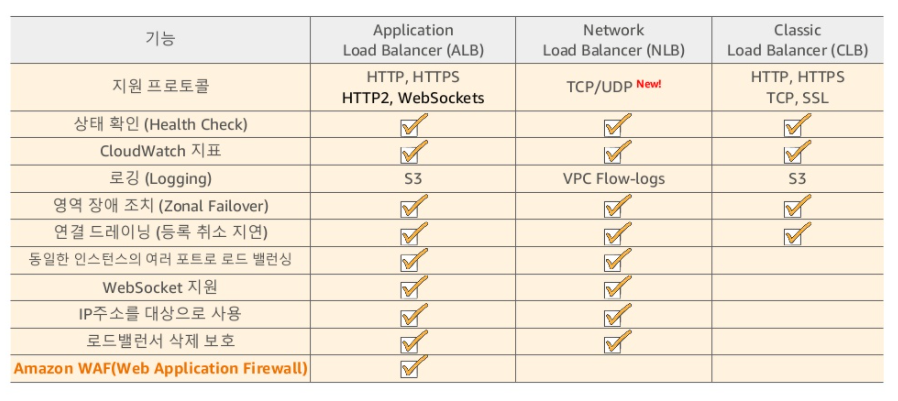 기능
Application
Load Balancer (ALB)
Network
Load Balancer (NLB)
Classic
Load Balancer (CLB)
지원 프로토콜
HTTP, HTTPS
HTTP2, WebSockets
TCP/UDP New!
HTTP, HTTPS
TCP, SSL
상태 확인 (Health Check)
CloudWatch 지표
로깅 (Logging)
S3
VPC Flow-logs
S3
영역 장애 조치 (Zonal Failover)
연결 드레이닝 (등록 취소 지연)
동일한 인스턴스의 여러 포트로 로드 밸런싱
WebSocket 지원
IP주소를 대상으로 사용
로드밸런서 삭제 보호
Amazon WAF(Web Application Firewall)